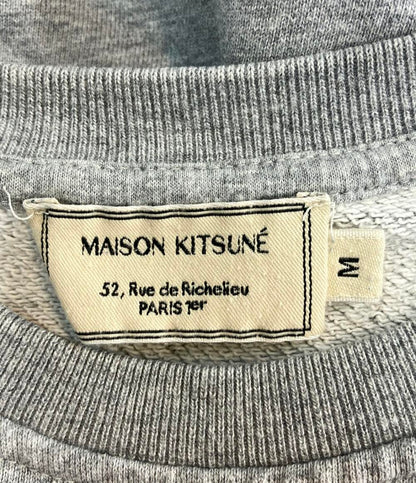 MAISON KITSUNÉ
52, Rue de Richelieu
PARIS 1er
M